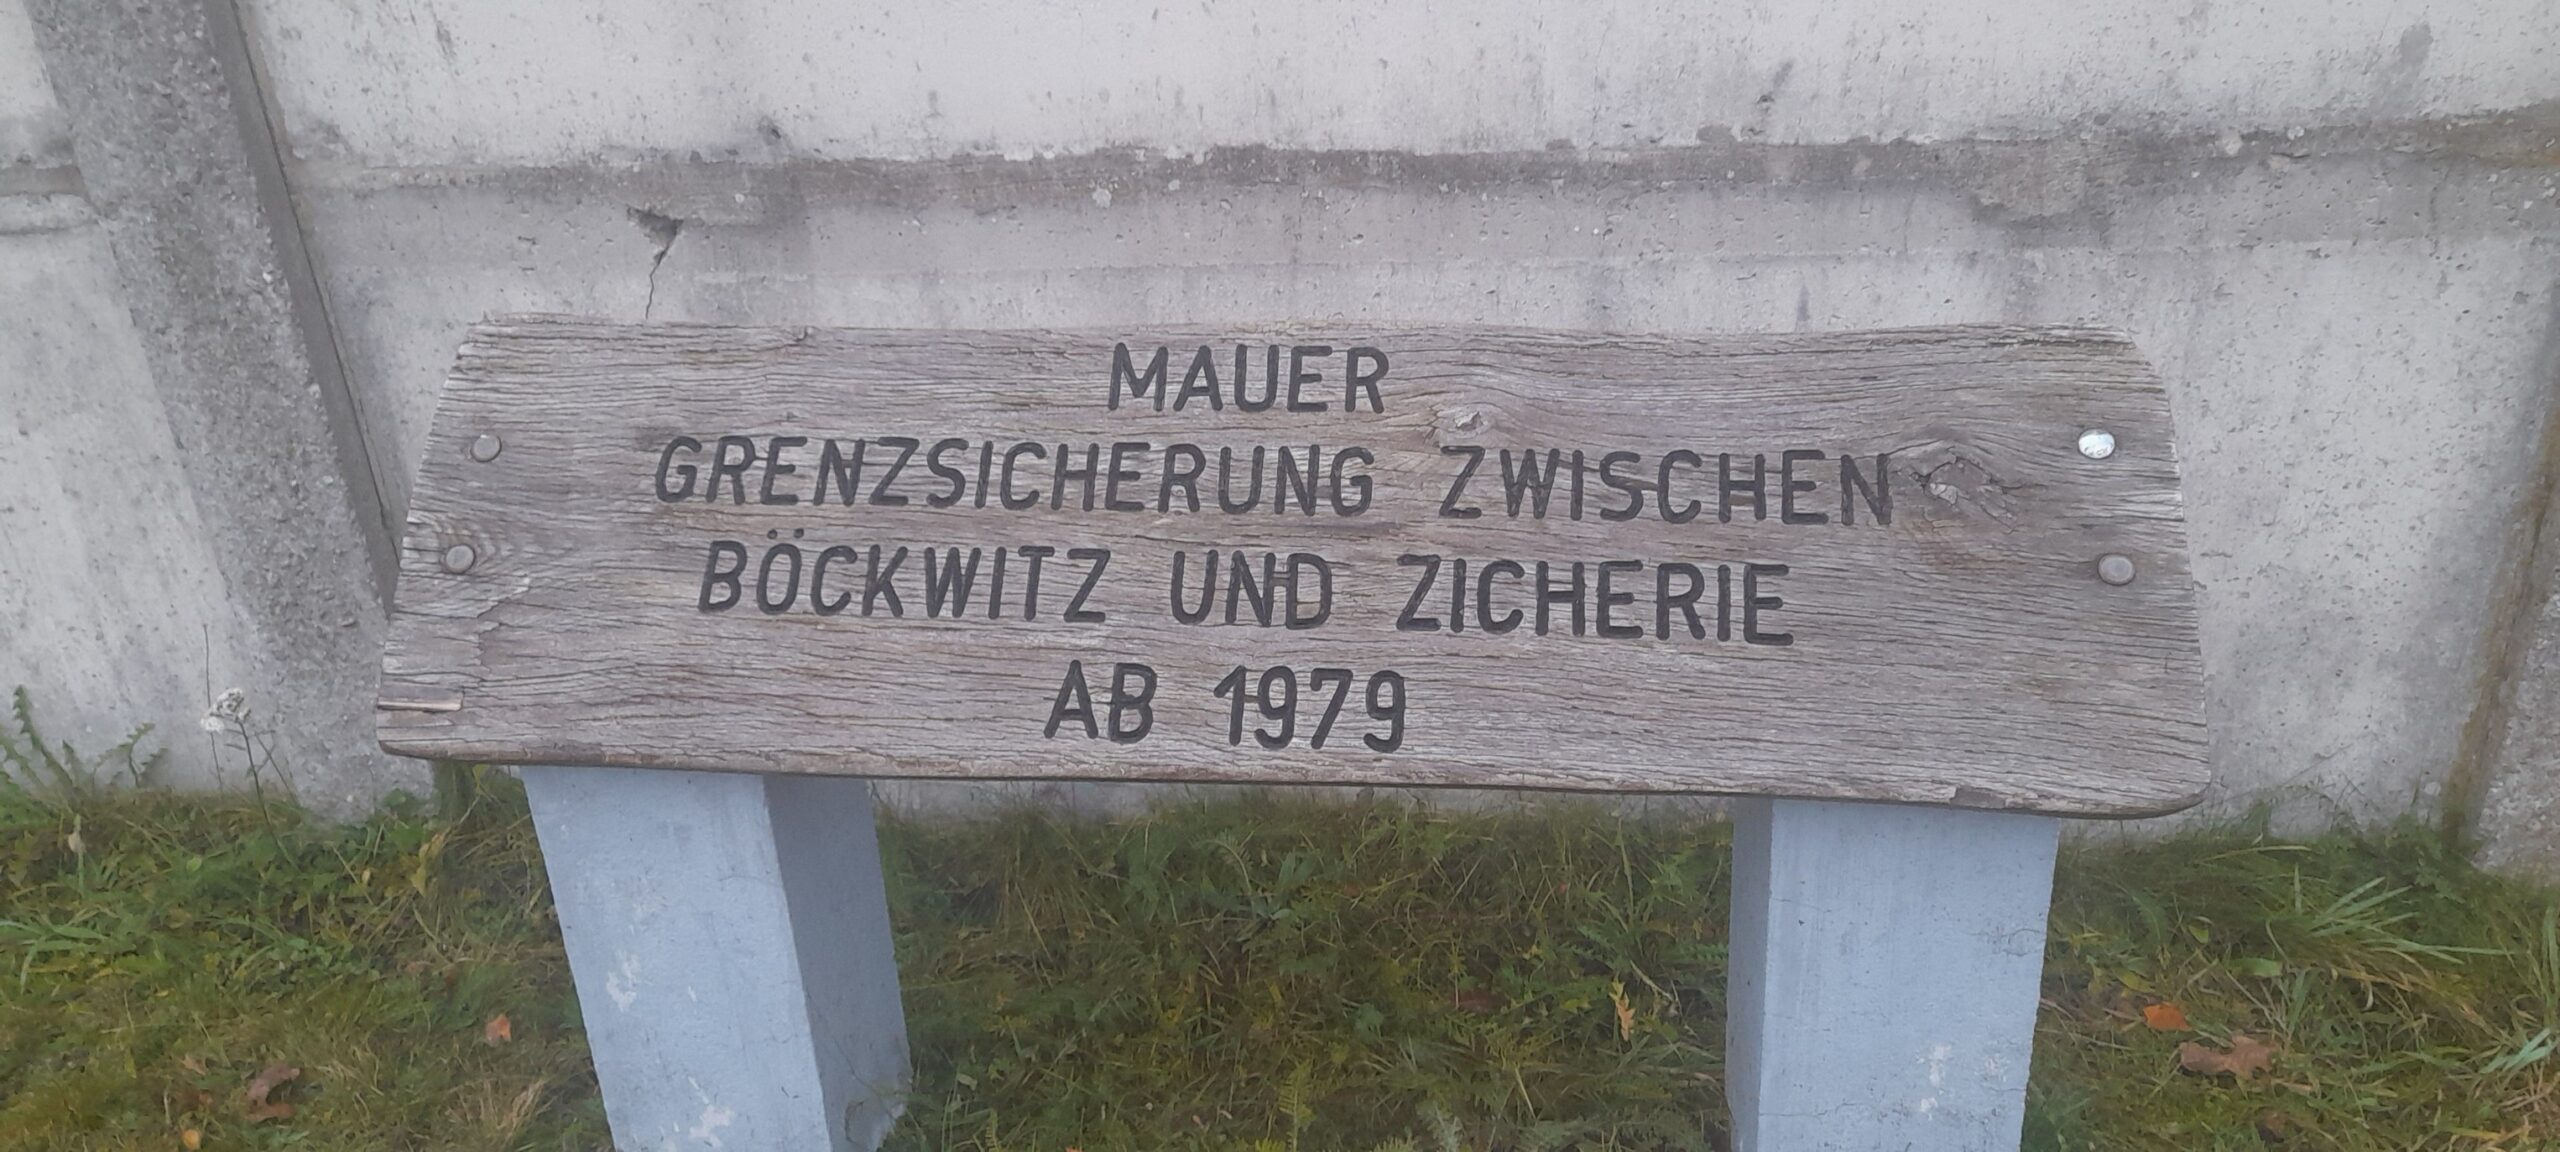 MAUER
GRENZSICHERUNG ZWISCHEN
BÖCKWITZ UND ZICHERIE
AB 1979